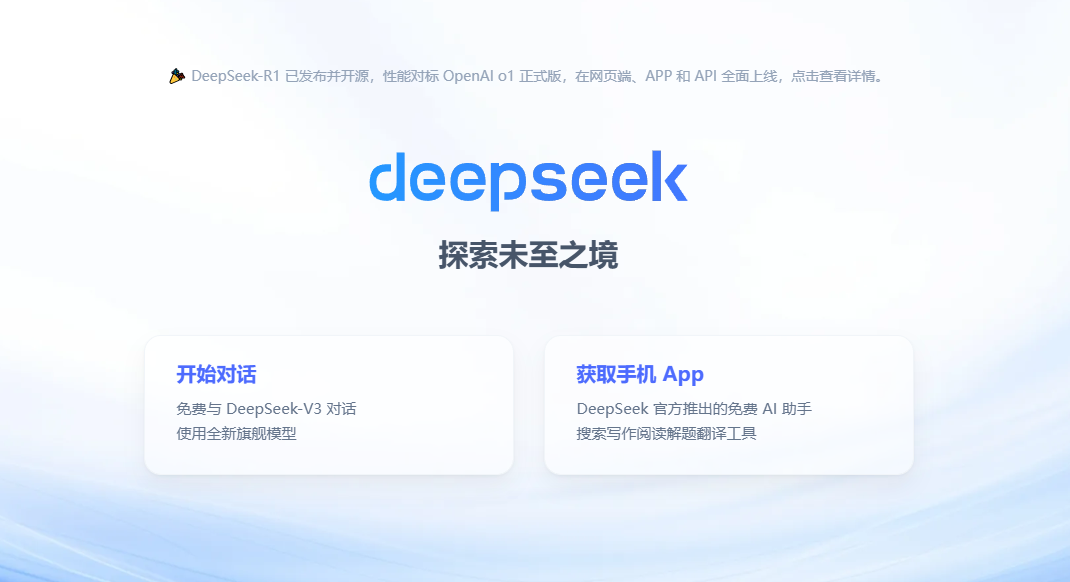 🎉 DeepSeek-R1 已发布并开源，性能对标 OpenAI o1 正式版，在网页端、APP 和 API 全面上线，点击查看详情。
deepseek
探索未至之境
开始对话
免费与 DeepSeek-V3 对话
使用全新旗舰模型
获取手机 App
DeepSeek 官方推出的免费 AI 助手
搜索写作阅读解题翻译工具